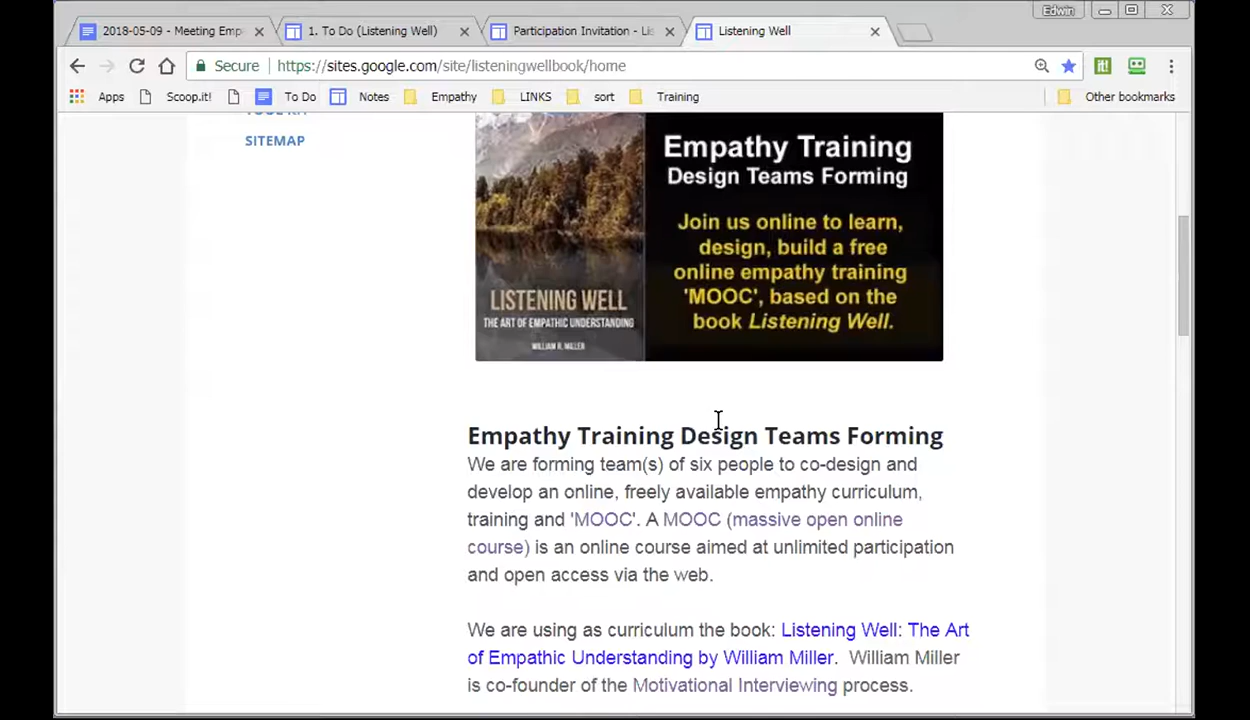 Edwin
2018-05-09 - Meeting Emp
1. To Do (Listening Well)
Participation Invitation - Lis
Listening Well
Secure
https://sites.google.com/site/listeningwellbook/home
it!
Apps
Scoop.it!
To Do
Notes
Empathy
LINKS
sort
Training
Other bookmarks
SITEMAP
LISTENING WELL
THE ART OF EMPATHIC UNDERSTANDING
WILLIAM R. MILLER
Empathy Training
Design Teams Forming
Join us online to learn,
design, build a free
online empathy training
'MOOC', based on the
book Listening Well.
Empathy Training Design Teams Forming
We are forming team(s) of six people to co-design and
develop an online, freely available empathy curriculum,
training and 'MOOC'. A MOOC (massive open online
course) is an online course aimed at unlimited participation
and open access via the web.
We are using as curriculum the book: Listening Well: The Art
of Empathic Understanding by William Miller. William Miller
is co-founder of the Motivational Interviewing process.